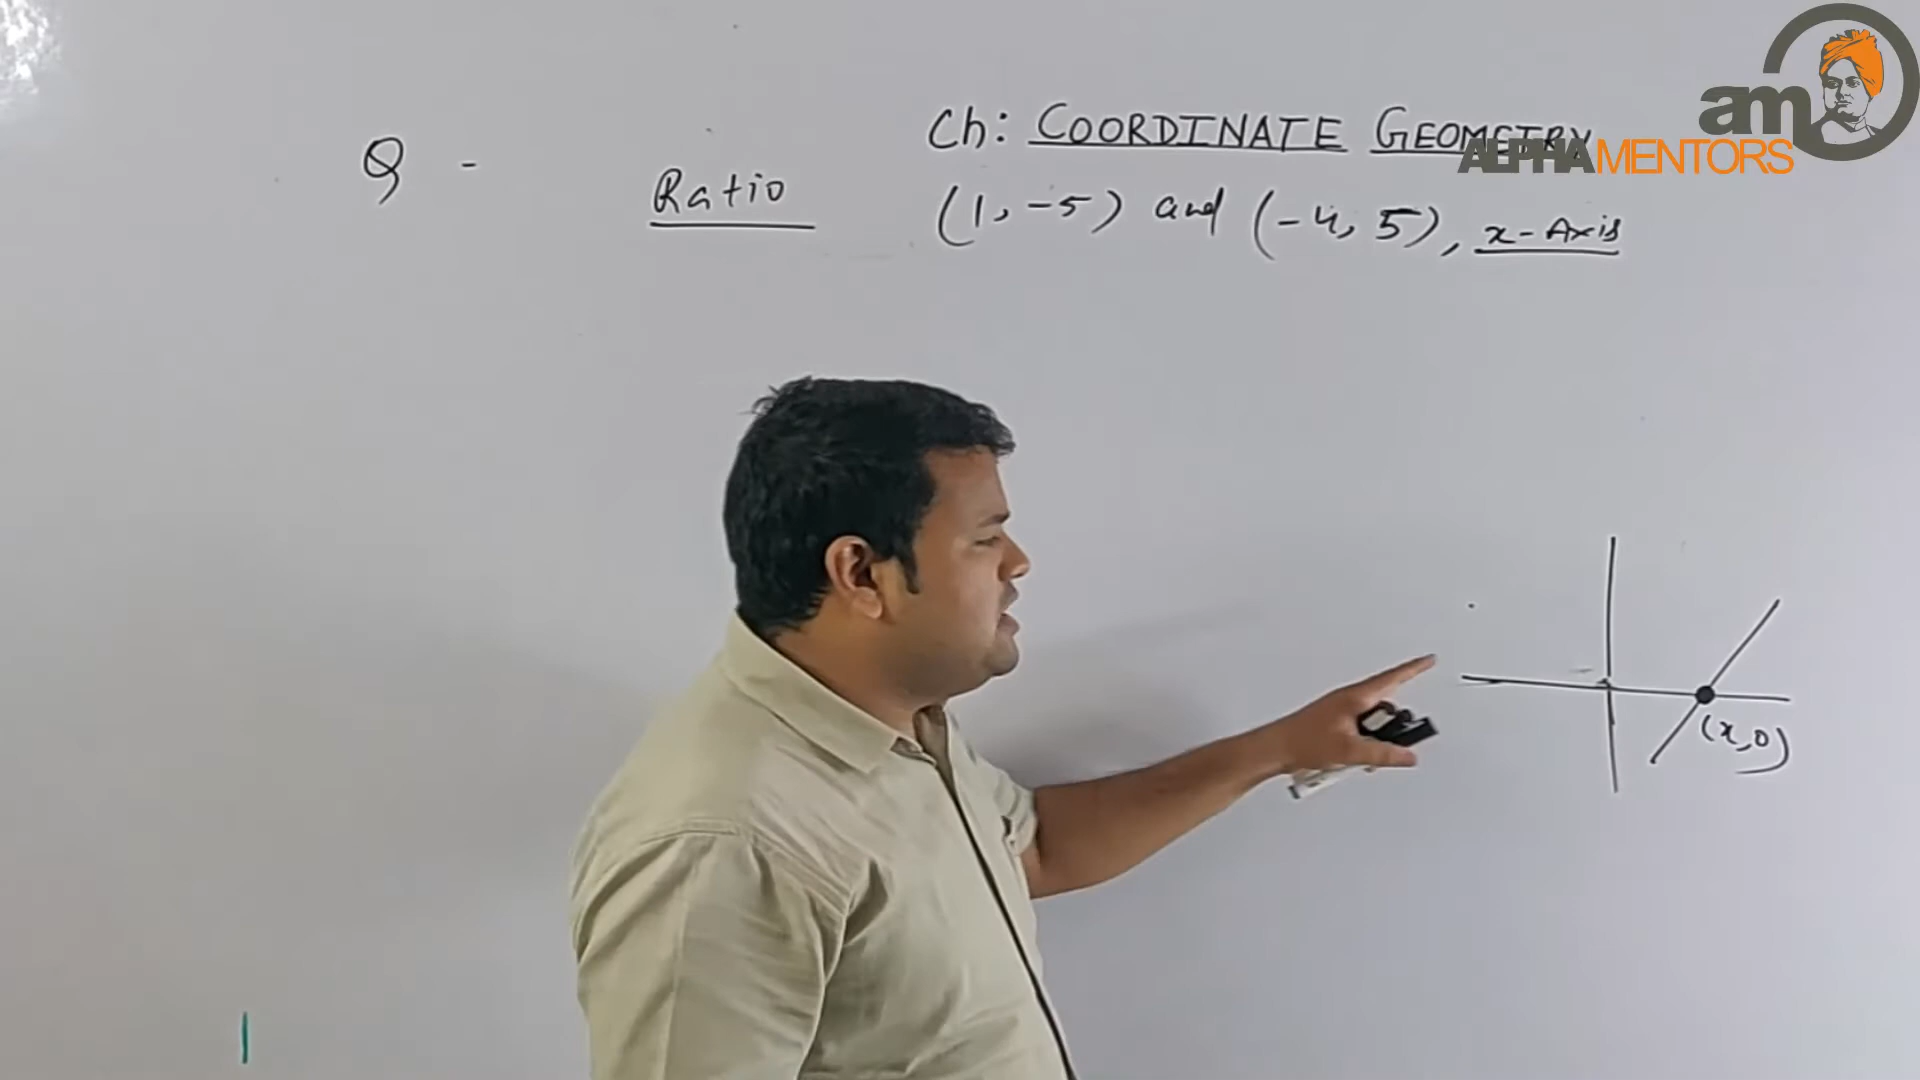 Ch: COORDINATE GEOMETRY
Q - Ratio (1, -5) and (-4, 5), x-Axis
(x, 0)
am
ALPHA MENTORS